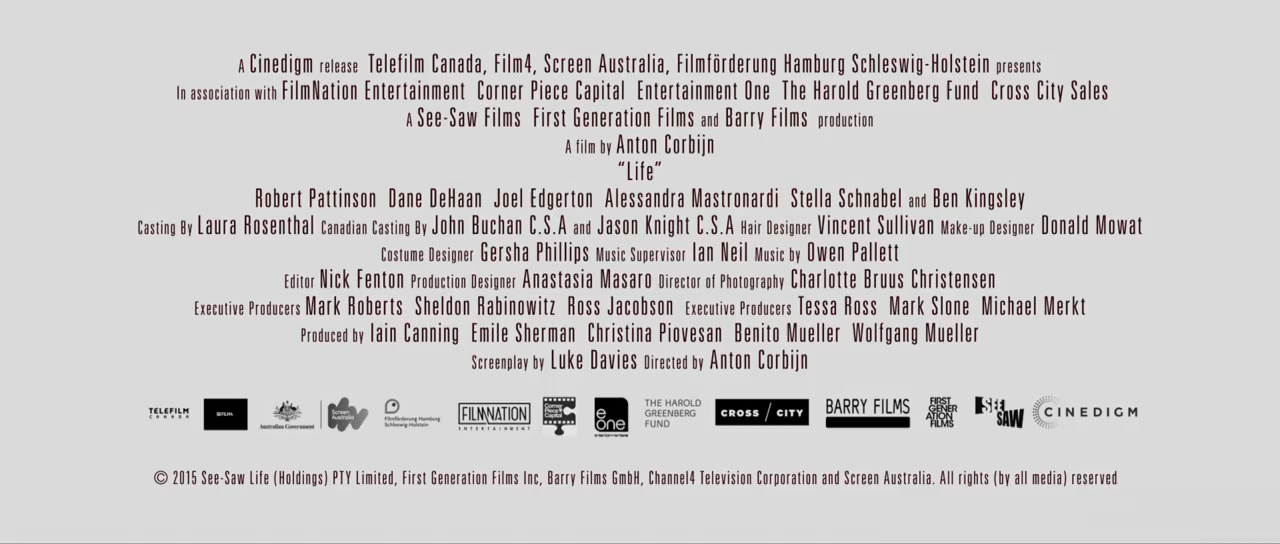 A Cinedigm release Telefilm Canada, Film4, Screen Australia, Filmförderung Hamburg Schleswig-Holstein presents
In association with FilmNation Entertainment Corner Piece Capital Entertainment One The Harold Greenberg Fund Cross City Sales
A See-Saw Films First Generation Films and Barry Films production
A film by Anton Corbijn
“Life”
Robert Pattinson Dane DeHaan Joel Edgerton Alessandra Mastronardi Stella Schnabel and Ben Kingsley
Casting By Laura Rosenthal Canadian Casting By John Buchan C.S.A and Jason Knight C.S.A Hair Designer Vincent Sullivan Make-up Designer Donald Mowat
Costume Designer Gersha Phillips Music Supervisor Ian Neil Music by Owen Pallett
Editor Nick Fenton Production Designer Anastasia Masaro Director of Photography Charlotte Bruus Christensen
Executive Producers Mark Roberts Sheldon Rabinowitz Ross Jacobson Executive Producers Tessa Ross Mark Slone Michael Merkt
Produced by Iain Canning Emile Sherman Christina Piovesan Benito Mueller Wolfgang Mueller
Screenplay by Luke Davies Directed by Anton Corbijn
TELEFILM CANADA
Australian Government
Screen Australia
Filmförderung Hamburg Schleswig-Holstein
FILMNATION ENTERTAINMENT
Corner Piece Capital
e one
THE HAROLD GREENBERG FUND
CROSS / CITY
BARRY FILMS
FIRST GENERATION FILMS
SEE SAW
CINEDIGM
© 2015 See-Saw Life (Holdings) PTY Limited, First Generation Films Inc, Barry Films GmbH, Channel4 Television Corporation and Screen Australia. All rights (by all media) reserved